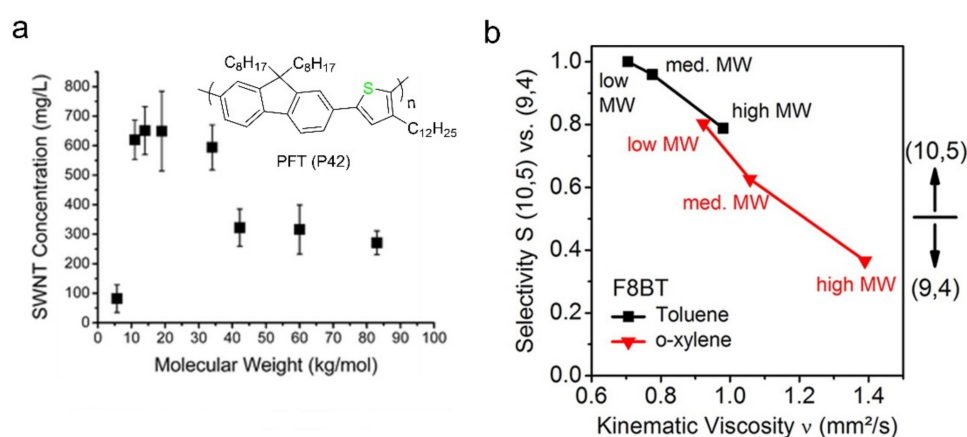 a
SWNT Concentration (mg/L)
800
700
600
500
400
300
200
100
0
C8H17
C8H17
S
n
C12H25
PFT (P42)
0 10 20 30 40 50 60 70 80 90 100
Molecular Weight (kg/mol)
b
Selectivity S (10,5) vs. (9,4)
1.0
0.8
0.6
0.4
0.2
0.0
low
MW
med. MW
high MW
low MW
med. MW
high MW
F8BT
Toluene
o-xylene
(10,5)
(9,4)
0.6 0.8 1.0 1.2 1.4
Kinematic Viscosity ν (mm²/s)